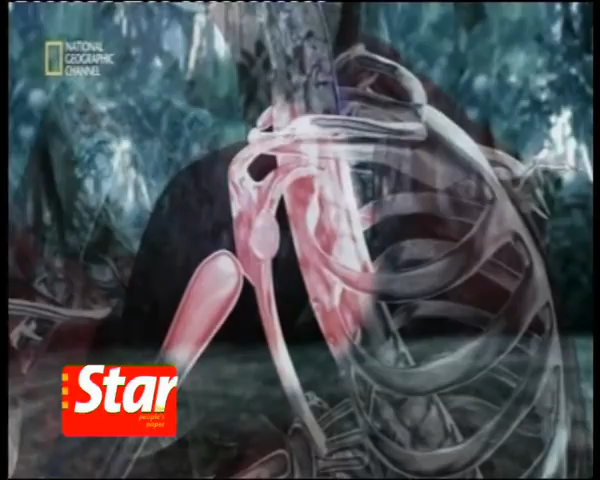 NATIONAL
GEOGRAPHIC
CHANNEL
Star
people's
paper